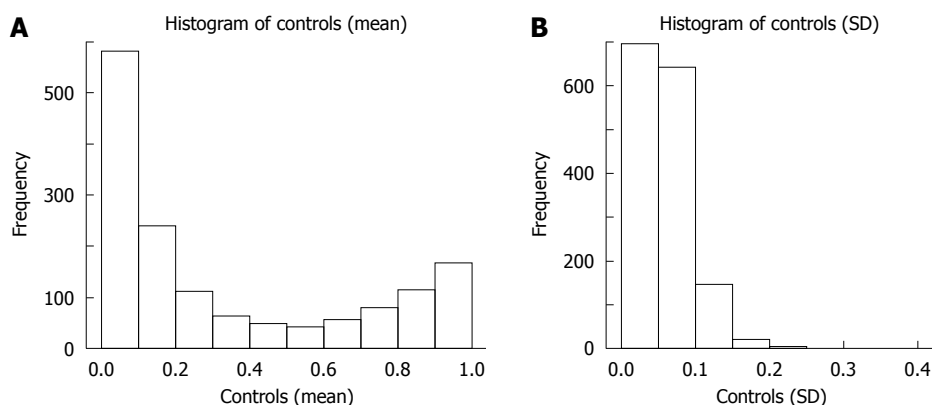 A
Histogram of controls (mean)
500
300
100
0
Frequency
0.0 0.2 0.4 0.6 0.8 1.0
Controls (mean)
B
Histogram of controls (SD)
600
400
200
0
Frequency
0.0 0.1 0.2 0.3 0.4
Controls (SD)